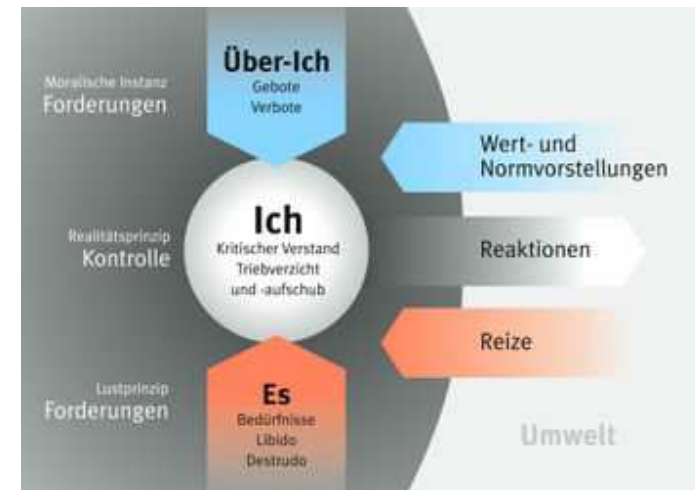 Über-Ich
Gebote
Verbote
Moralische Instanz
Forderungen
Wert- und
Normvorstellungen
Ich
Kritischer Verstand
Triebverzicht
und -aufschub
Realitätsprinzip
Kontrolle
Reaktionen
Reize
Es
Bedürfnisse
Libido
Destrudo
Lustprinzip
Forderungen
Umwelt